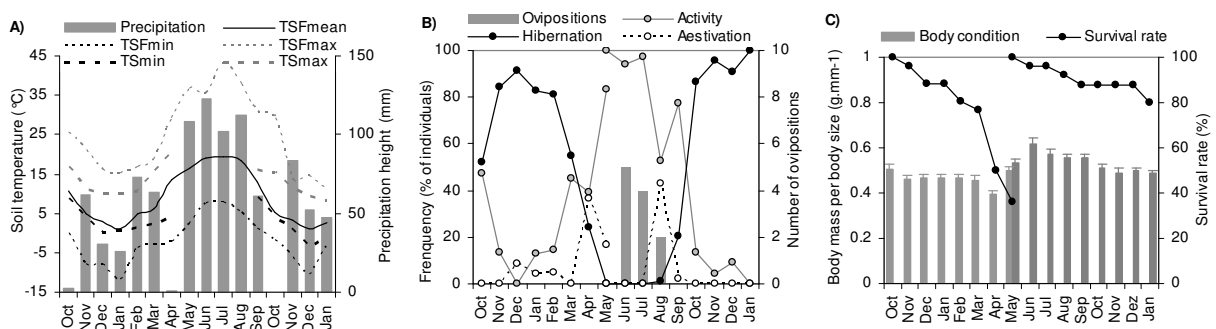 A)
Precipitation TSFmean
TSFmin TSFmax
TSmin TSmax
45
35
25
15
5
-5
-15
Soil temperature (°C)
150
100
50
0
Precipitation height (mm)
Oct Nov Dec Jan Feb Mar Apr May Jun Jul Aug Sep Oct Nov Dec Jan
B)
Ovipositions Activity
Hibernation Aestivation
100
80
60
40
20
0
Frequency (% of individuals)
10
8
6
4
2
0
Number of ovipositions
Oct Nov Dec Jan Feb Mar Apr May Jun Jul Aug Sep Oct Nov Dec Jan
C)
Body condition Survival rate
1
0.8
0.6
0.4
0.2
0
Body mass per body size (g.mm-1)
100
80
60
40
20
0
Survival rate (%)
Oct Nov Dec Jan Feb Mar Apr May Jun Jul Aug Sep Oct Nov Dez Jan